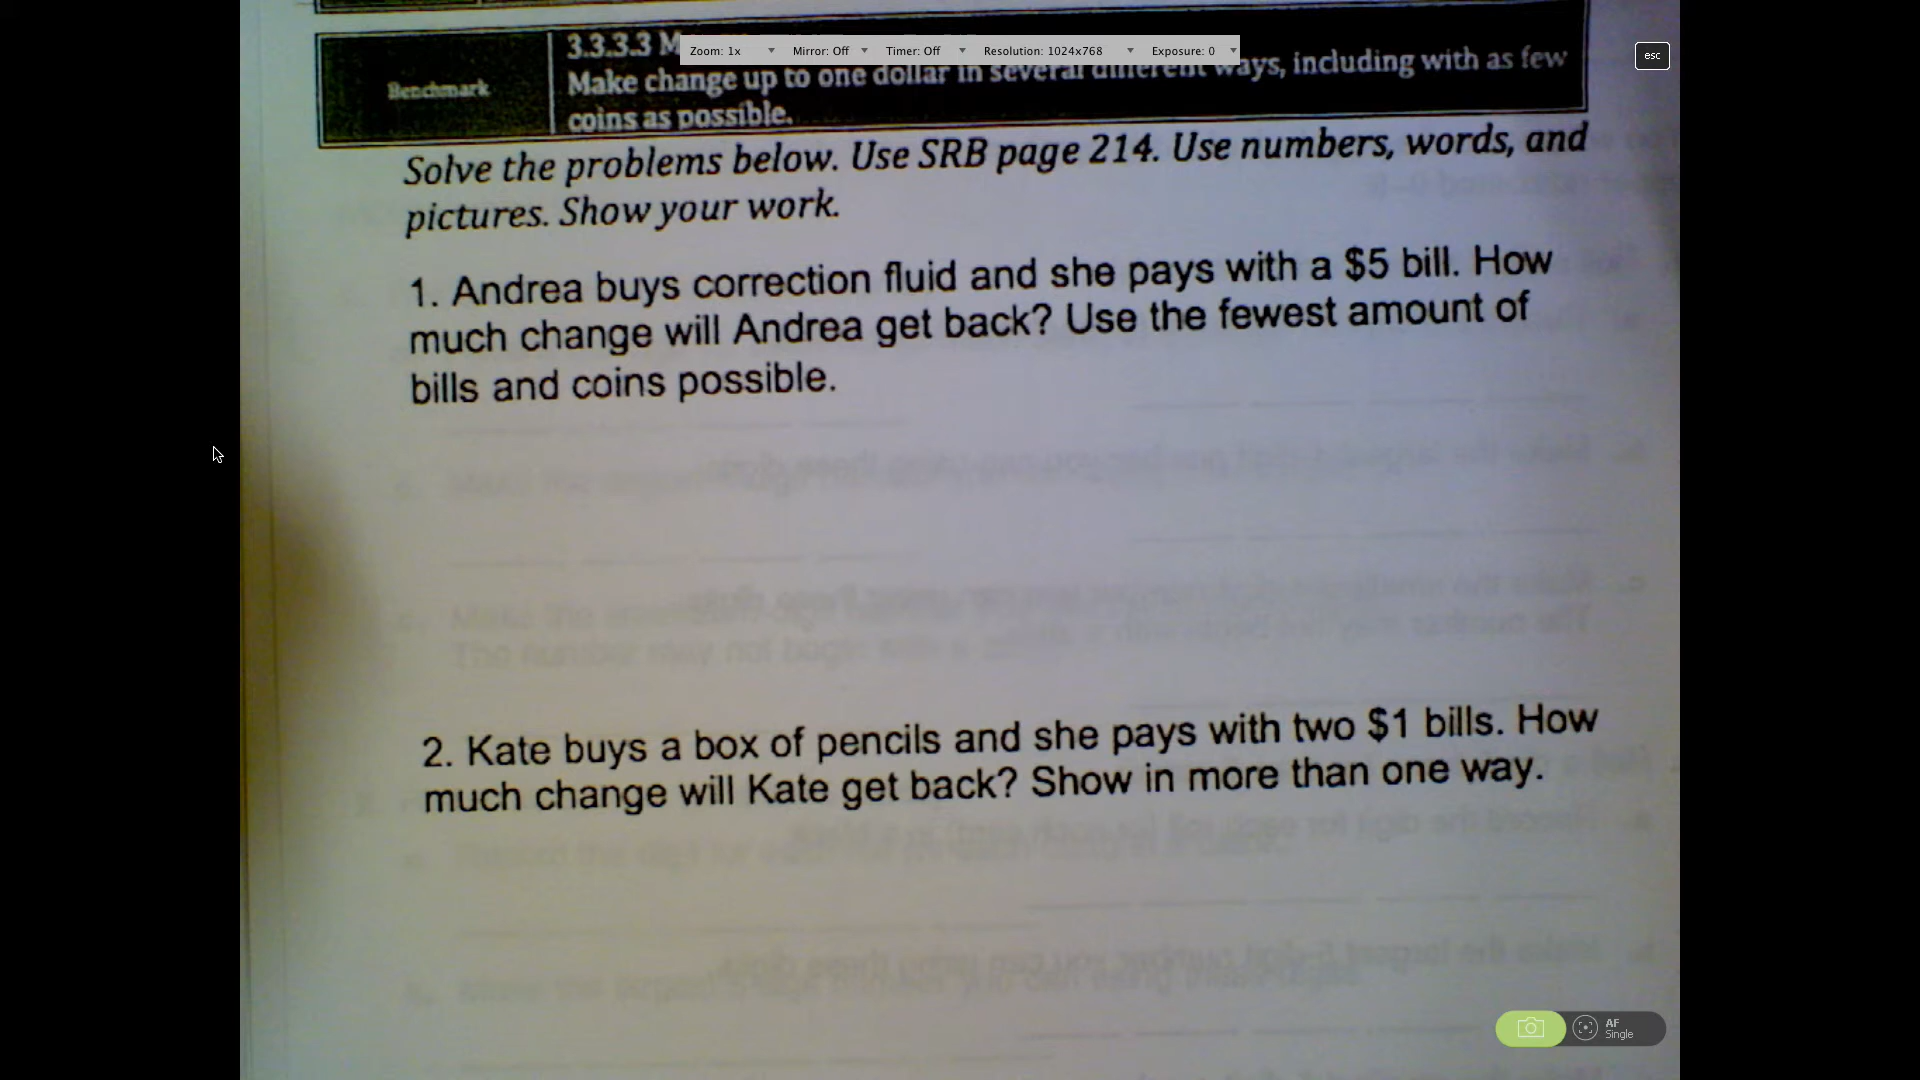 Zoom: 1x Mirror: Off Timer: Off Resolution: 1024x768 Exposure: 0
esc
3.3.3.3
Benchmark
Make change up to one dollar in several different ways, including with as few
coins as possible.
Solve the problems below. Use SRB page 214. Use numbers, words, and
pictures. Show your work.
1. Andrea buys correction fluid and she pays with a $5 bill. How
much change will Andrea get back? Use the fewest amount of
bills and coins possible.
2. Kate buys a box of pencils and she pays with two $1 bills. How
much change will Kate get back? Show in more than one way.
AF
Single